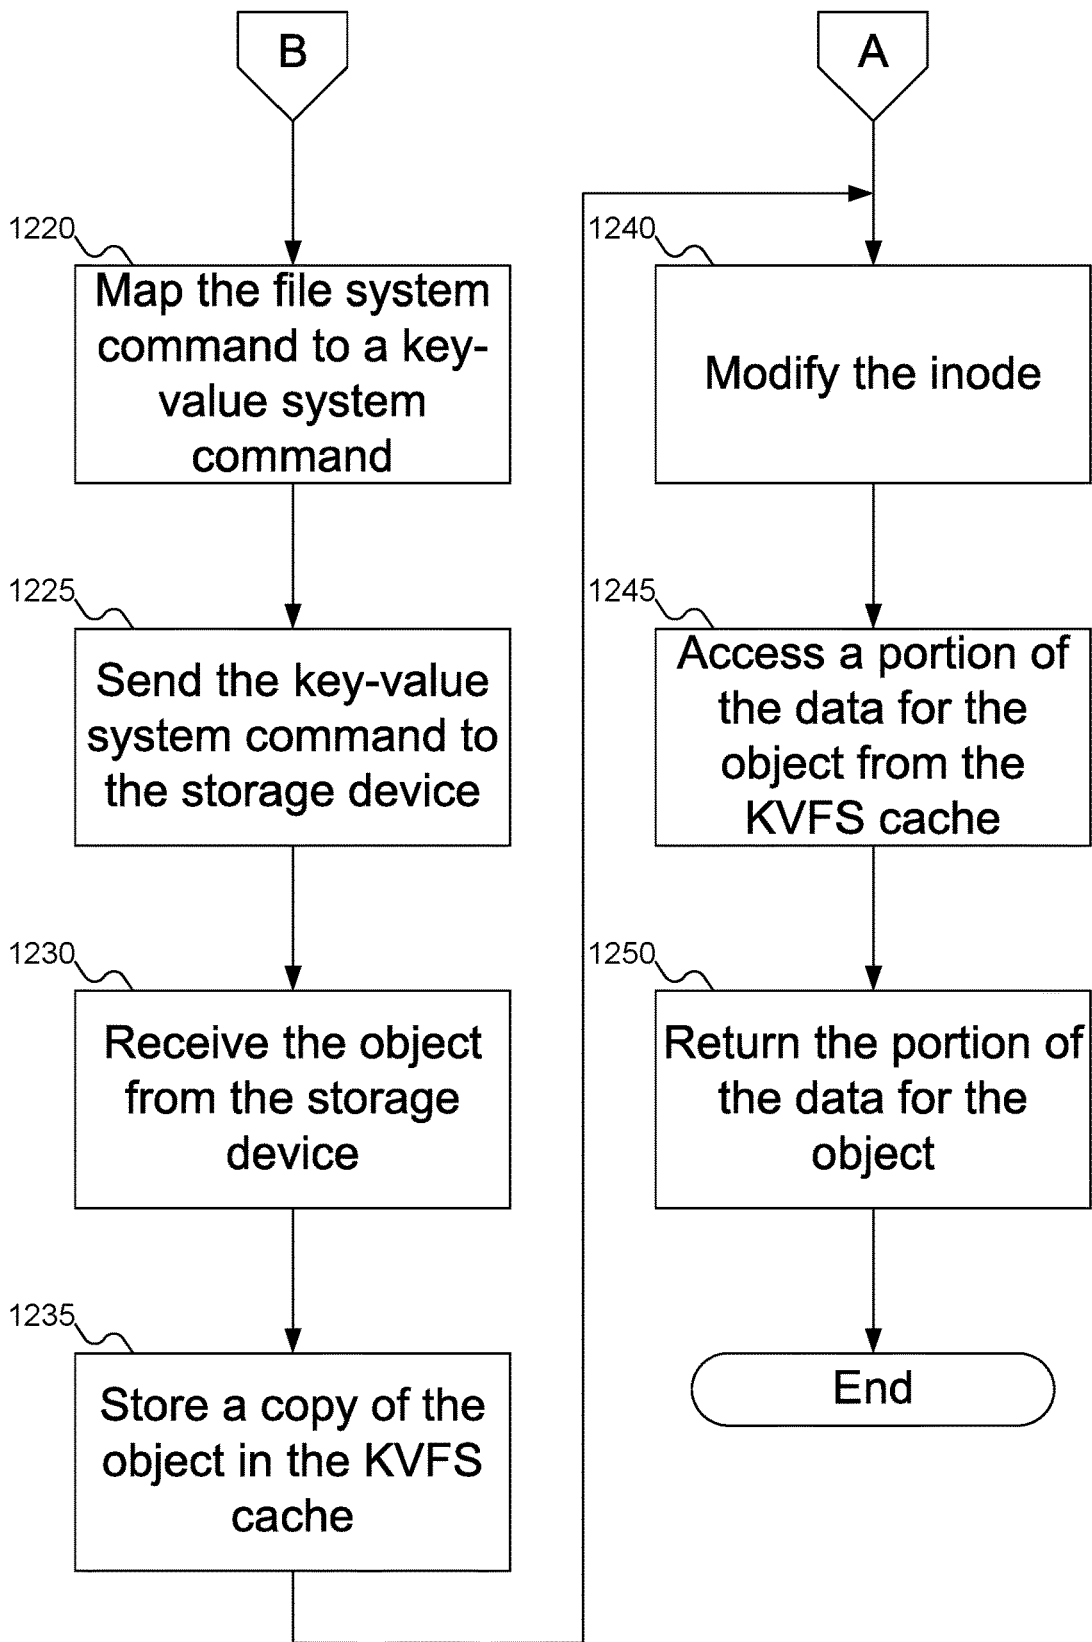 B
1220
Map the file system
command to a key-
value system
command
1225
Send the key-value
system command to
the storage device
1230
Receive the object
from the storage
device
1235
Store a copy of the
object in the KVFS
cache
A
1240
Modify the inode
1245
Access a portion of
the data for the
object from the
KVFS cache
1250
Return the portion of
the data for the
object
End